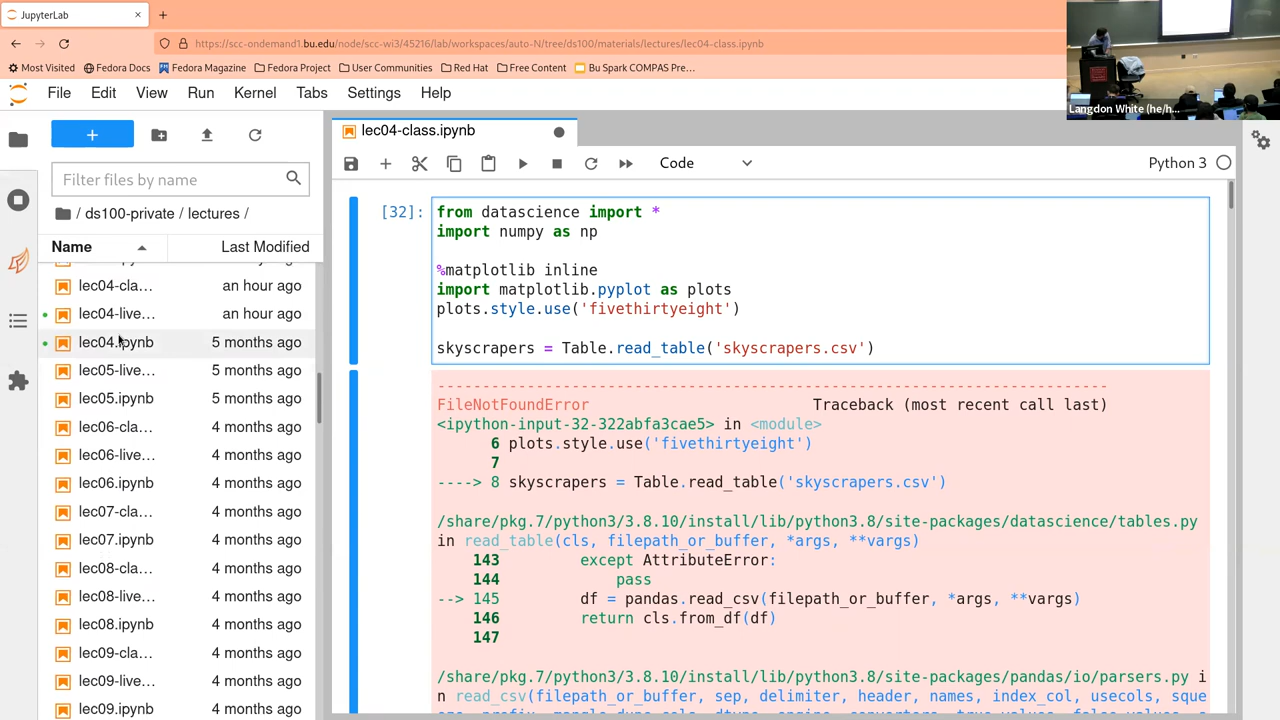 JupyterLab
https://scc-ondemand1.bu.edu/node/scc-wi3/45216/lab/workspaces/auto-N/tree/ds100/materials/lectures/lec04-class.ipynb
Most Visited Fedora Docs Fedora Magazine Fedora Project User Communities Red Hat Free Content Bu Spark COMPAS Pre…
Langdon White (he/h...
File Edit View Run Kernel Tabs Settings Help
Filter files by name
/ ds100-private / lectures /
Name Last Modified
lec04-cla… an hour ago
lec04-live… an hour ago
lec04.ipynb 5 months ago
lec05-live… 5 months ago
lec05.ipynb 5 months ago
lec06-cla… 4 months ago
lec06-live… 4 months ago
lec06.ipynb 4 months ago
lec07-cla… 4 months ago
lec07.ipynb 4 months ago
lec08-cla… 4 months ago
lec08-live… 4 months ago
lec08.ipynb 4 months ago
lec09-cla… 4 months ago
lec09-live… 4 months ago
lec09.ipynb 4 months ago
lec04-class.ipynb
Code
Python 3
[32]:
from datascience import *
import numpy as np
%matplotlib inline
import matplotlib.pyplot as plots
plots.style.use('fivethirtyeight')
skyscrapers = Table.read_table('skyscrapers.csv')
---------------------------------------------------------------------------
FileNotFoundError Traceback (most recent call last)
<ipython-input-32-322abfa3cae5> in <module>
6 plots.style.use('fivethirtyeight')
7
----> 8 skyscrapers = Table.read_table('skyscrapers.csv')
/share/pkg.7/python3/3.8.10/install/lib/python3.8/site-packages/datascience/tables.py
in read_table(cls, filepath_or_buffer, *args, **vargs)
143 except AttributeError:
144 pass
--> 145 df = pandas.read_csv(filepath_or_buffer, *args, **vargs)
146 return cls.from_df(df)
147
/share/pkg.7/python3/3.8.10/install/lib/python3.8/site-packages/pandas/io/parsers.py i
n read_csv(filepath_or_buffer, sep, delimiter, header, names, index_col, usecols, sque